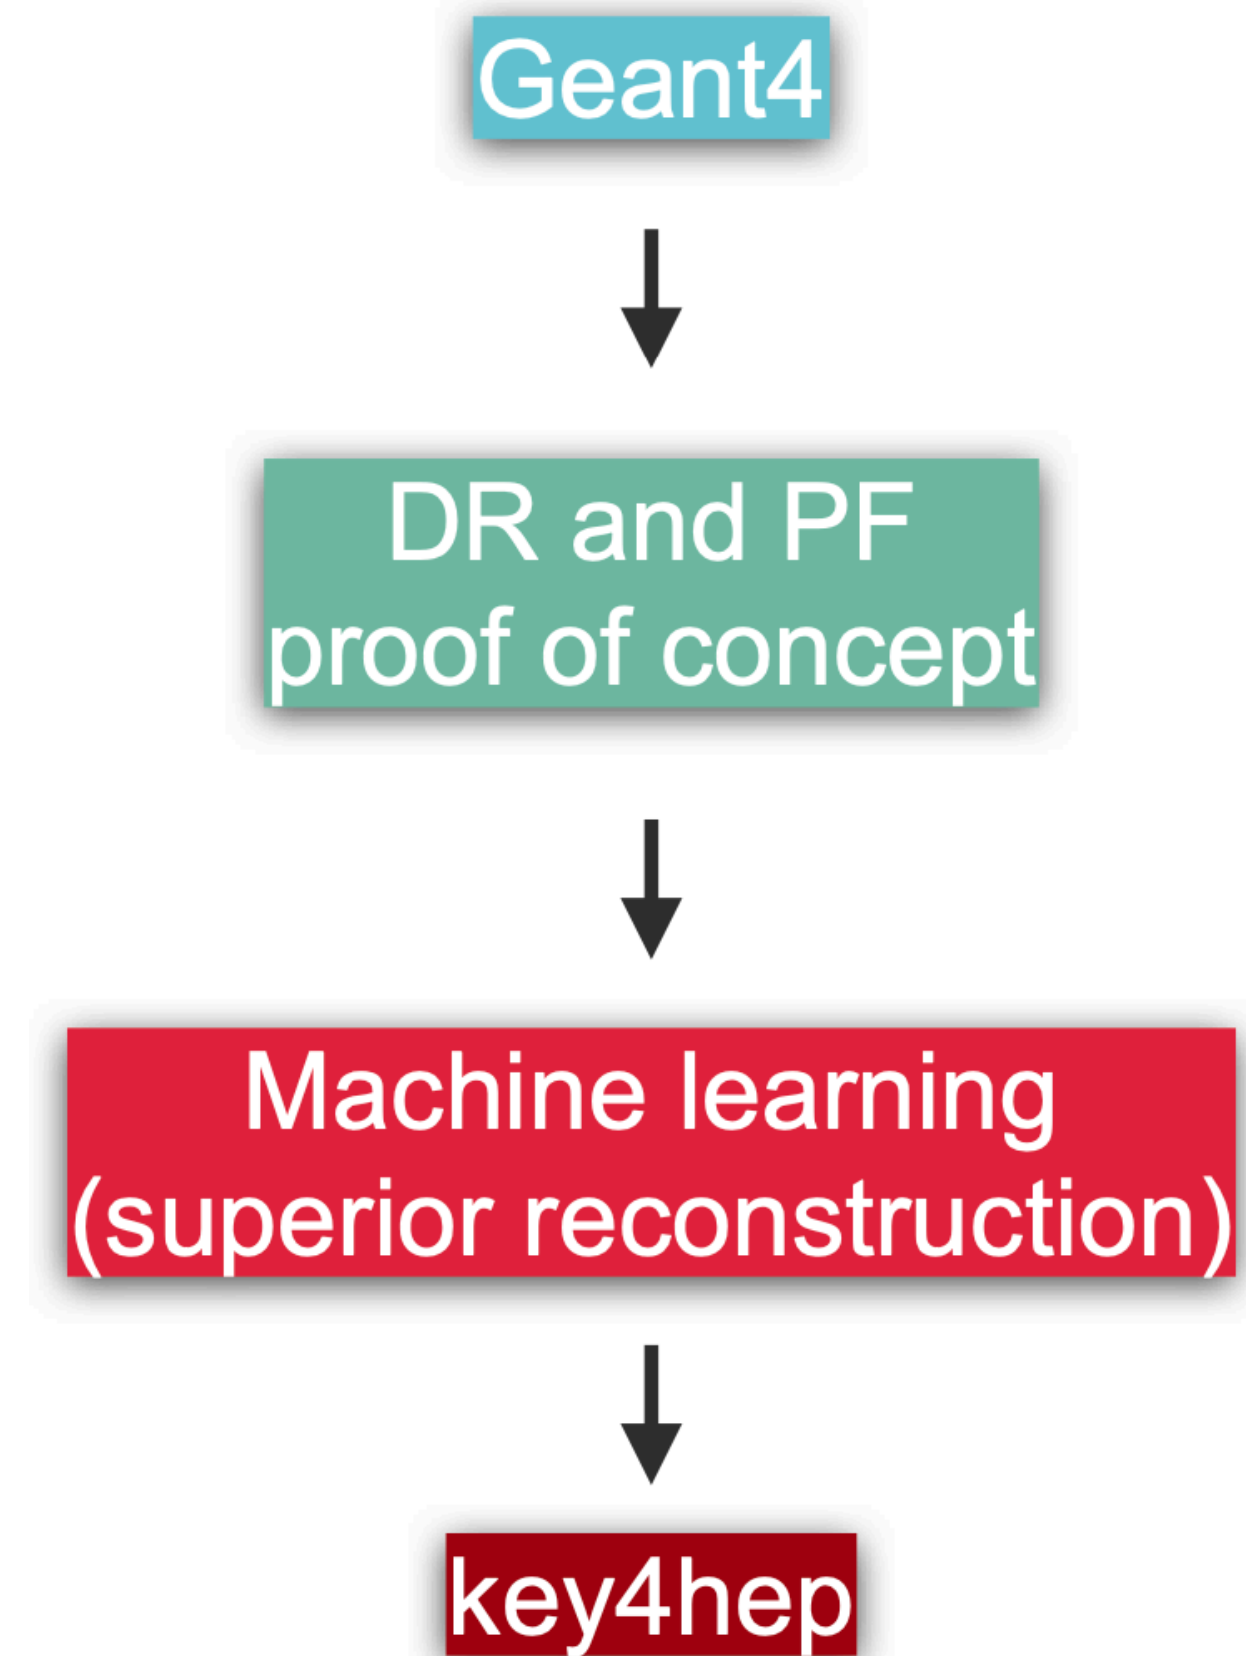 Geant4
DR and PF
proof of concept
Machine learning
(superior reconstruction)
key4hep